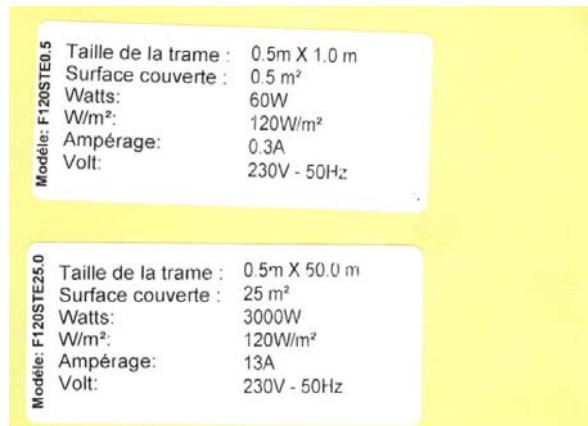 Modéle: F120STE0.5
Taille de la trame : 0.5m X 1.0 m
Surface couverte : 0.5 m²
Watts: 60W
W/m²: 120W/m²
Ampérage: 0.3A
Volt: 230V - 50Hz
Modéle: F120STE25.0
Taille de la trame : 0.5m X 50.0 m
Surface couverte : 25 m²
Watts: 3000W
W/m²: 120W/m²
Ampérage: 13A
Volt: 230V - 50Hz